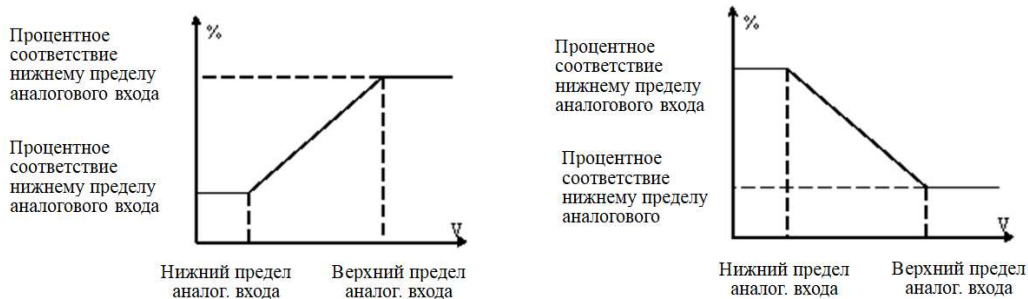 %
Процентное
соответствие
нижнему пределу
аналогового входа
Процентное
соответствие
нижнему пределу
аналогового входа
V
Нижний предел
аналог. входа
Верхний предел
аналог. входа
%
Процентное
соответствие
нижнему пределу
аналогового входа
Процентное
соответствие
нижнему пределу
аналогового
V
Нижний предел
аналог. входа
Верхний предел
аналог. входа